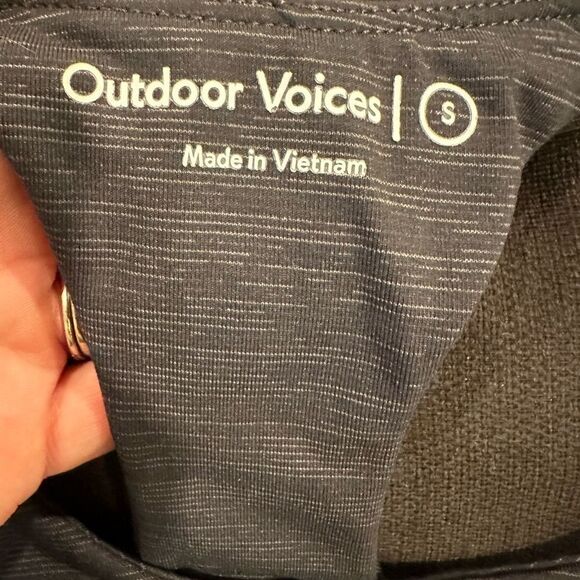 Outdoor Voices | S
Made in Vietnam